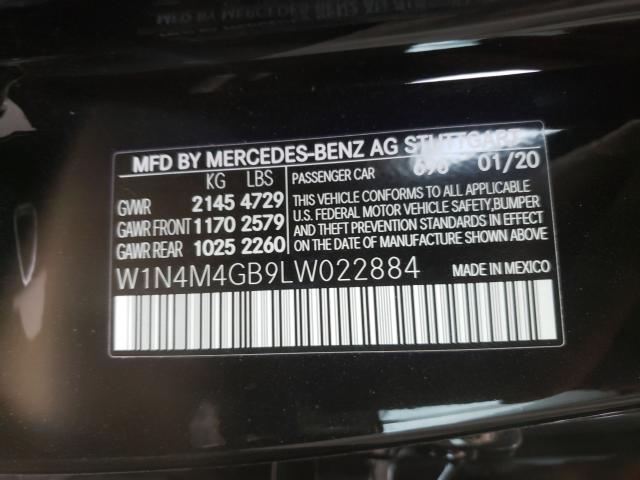 MFD BY MERCEDES-BENZ AG STUTTGART
KG LBS
GVWR 2145 4729
GAWR FRONT 1170 2579
GAWR REAR 1025 2260
PASSENGER CAR 696 01/20
THIS VEHICLE CONFORMS TO ALL APPLICABLE
U.S. FEDERAL MOTOR VEHICLE SAFETY,BUMPER
AND THEFT PREVENTION STANDARDS IN EFFECT
ON THE DATE OF MANUFACTURE SHOWN ABOVE.
W1N4M4GB9LW022884 MADE IN MEXICO